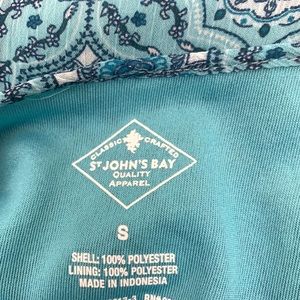 CLASSIC CRAFTED
ST JOHN'S BAY
QUALITY
APPAREL
S
SHELL: 100% POLYESTER
LINING: 100% POLYESTER
MADE IN INDONESIA